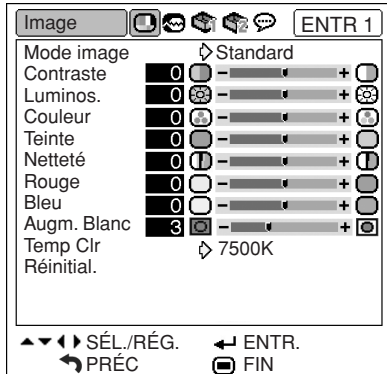 Image ENTR 1
Mode image Standard
Contraste 0 - +
Luminos. 0 - +
Couleur 0 - +
Teinte 0 - +
Netteté 0 - +
Rouge 0 - +
Bleu 0 - +
Augm. Blanc 3 - +
Temp Clr 7500K
Réinitial.
SÉL./RÉG. ENTR.
PRÉC FIN